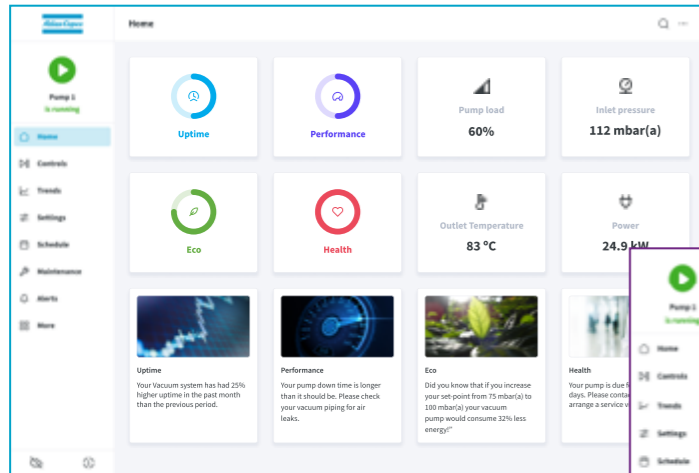 Atlas Copco
Home
Pump 1
is running
Home
Controls
Trends
Settings
Schedule
Maintenance
Alerts
More
Uptime
Performance
Pump load
60%
Inlet pressure
112 mbar(a)
Eco
Health
Outlet Temperature
83 °C
Power
24.9 kW
Uptime
Your Vacuum system has had 25%
higher uptime in the past month
than the previous period.
Performance
Your pump down time is longer
than it should be. Please check
your vacuum piping for air
leaks.
Eco
Did you know that if you increase
your set-point from 75 mbar(a) to
100 mbar(a) your vacuum
pump would consume 32% less
energy!"
Health
Your pump is due
days. Please
arrange a service
Pump 1
is running
Home
Controls
Trends
Settings
Schedule